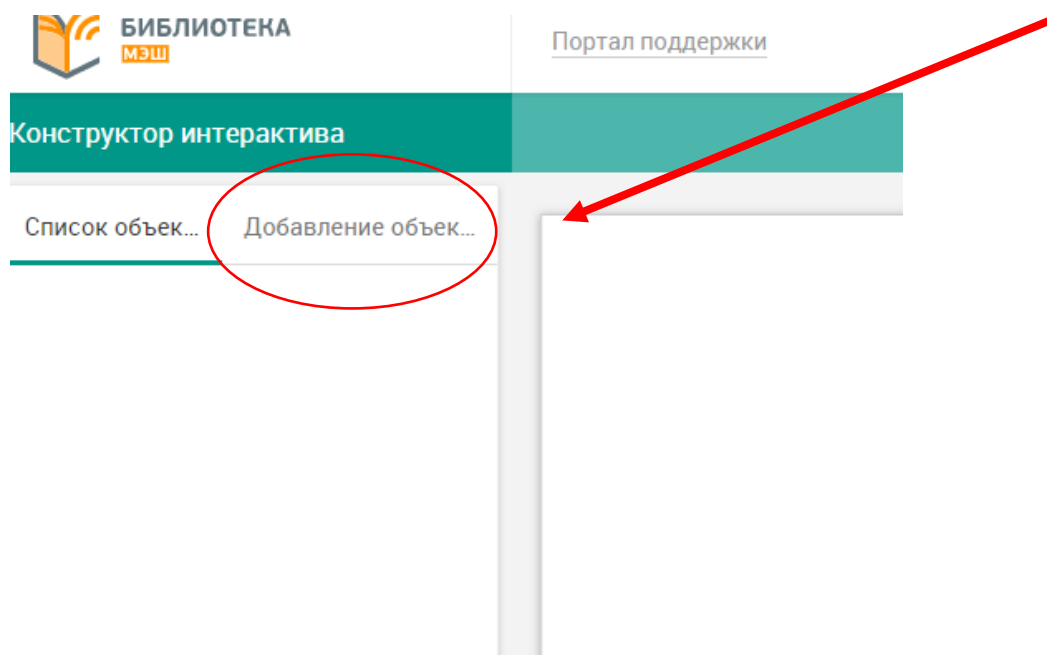 БИБЛИОТЕКА
МЭШ
Портал поддержки
Конструктор интерактива
Список объек...
Добавление объек...